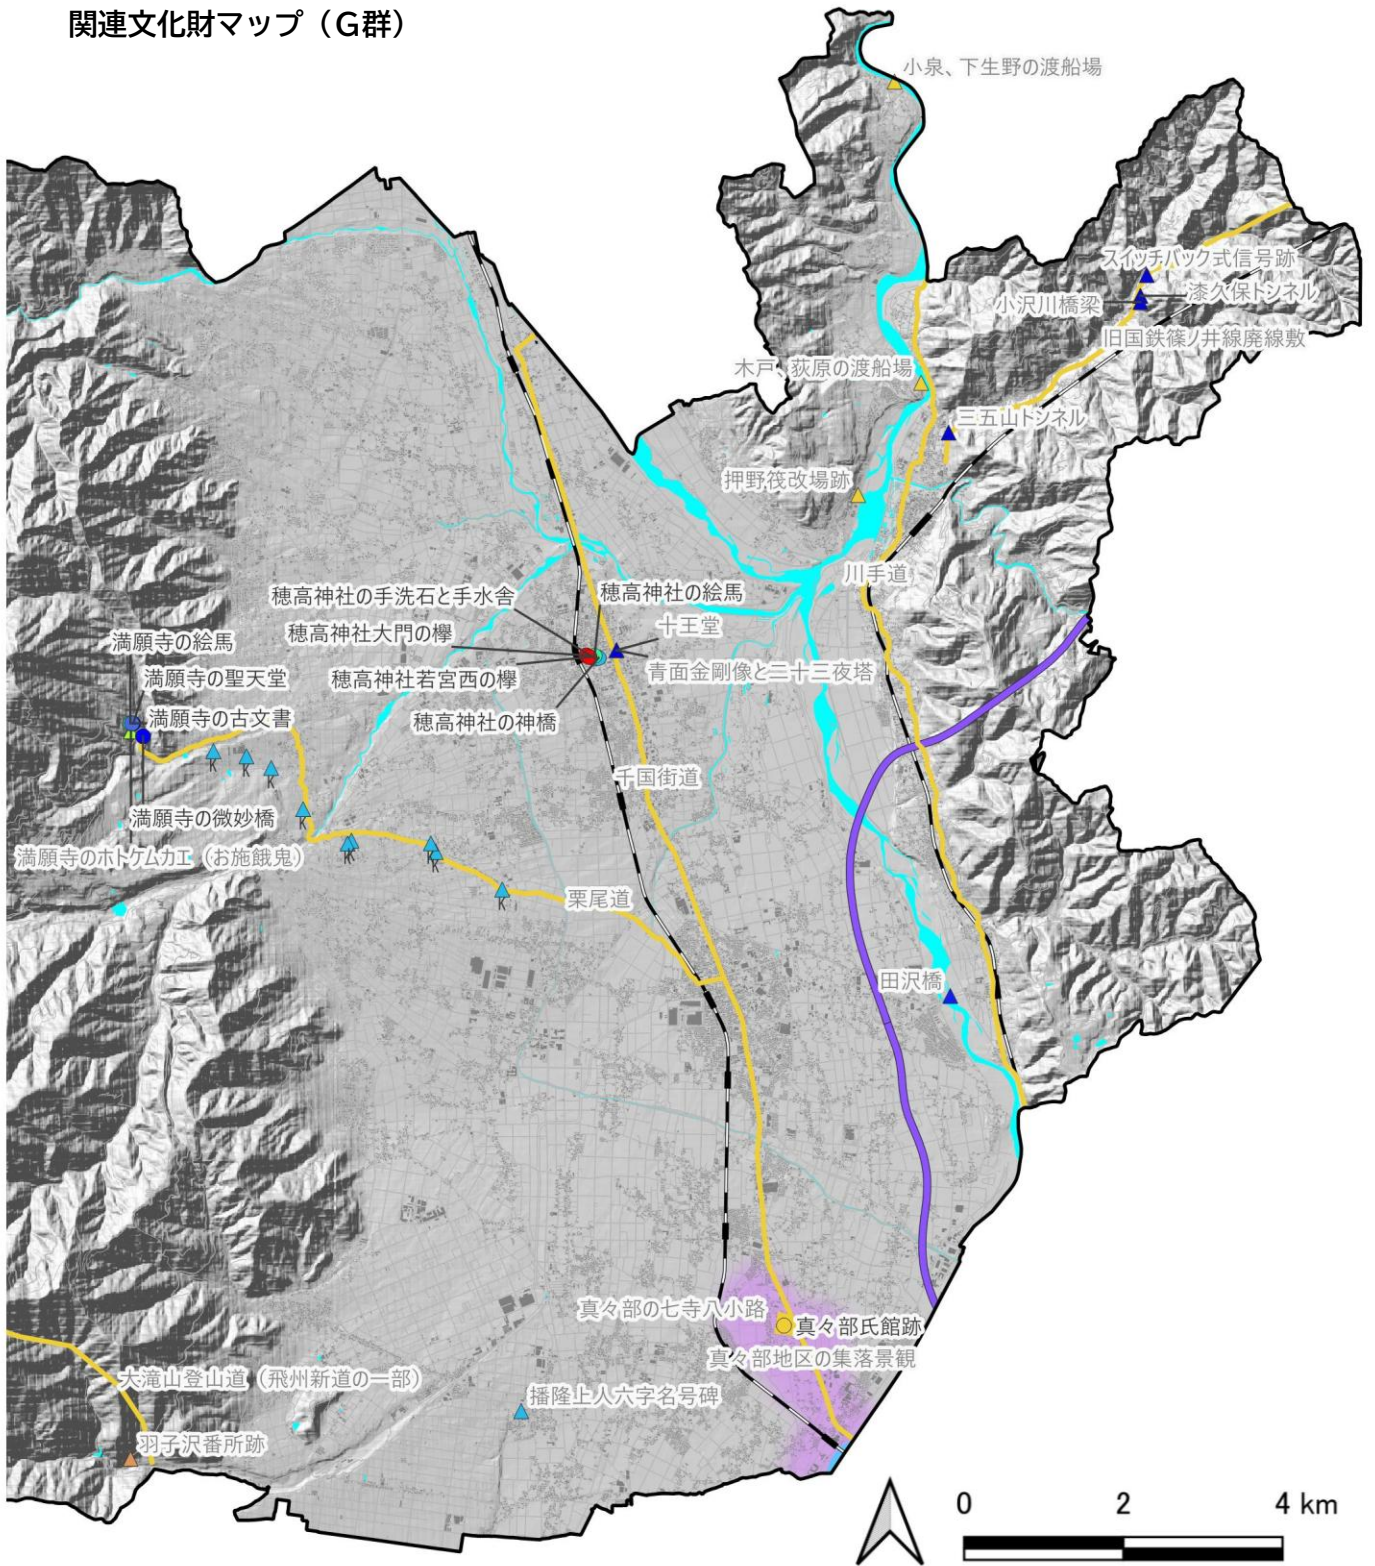 関連文化財マップ（G群）
小泉、下生野の渡船場
スイッチバック式信号跡
小沢川橋梁
漆久保トンネル
旧国鉄篠ノ井線廃線敷
木戸、荻原の渡船場
三五山トンネル
押野筏改場跡
川手道
穂高神社の手洗石と手水舎
穂高神社の絵馬
穂高神社大門の欅
十王堂
満願寺の絵馬
青面金剛像と二十三夜塔
満願寺の聖天堂
穂高神社若宮西の欅
満願寺の古文書
穂高神社の神橋
千国街道
満願寺の微妙橋
満願寺のホトケムカエ（お施餓鬼）
K
K
K
K
K
K
K
K
K
栗尾道
田沢橋
真々部の七寺八小路
真々部氏館跡
真々部地区の集落景観
大滝山登山道（飛州新道の一部）
播隆上人六字名号碑
羽子沢番所跡
0 2 4 km